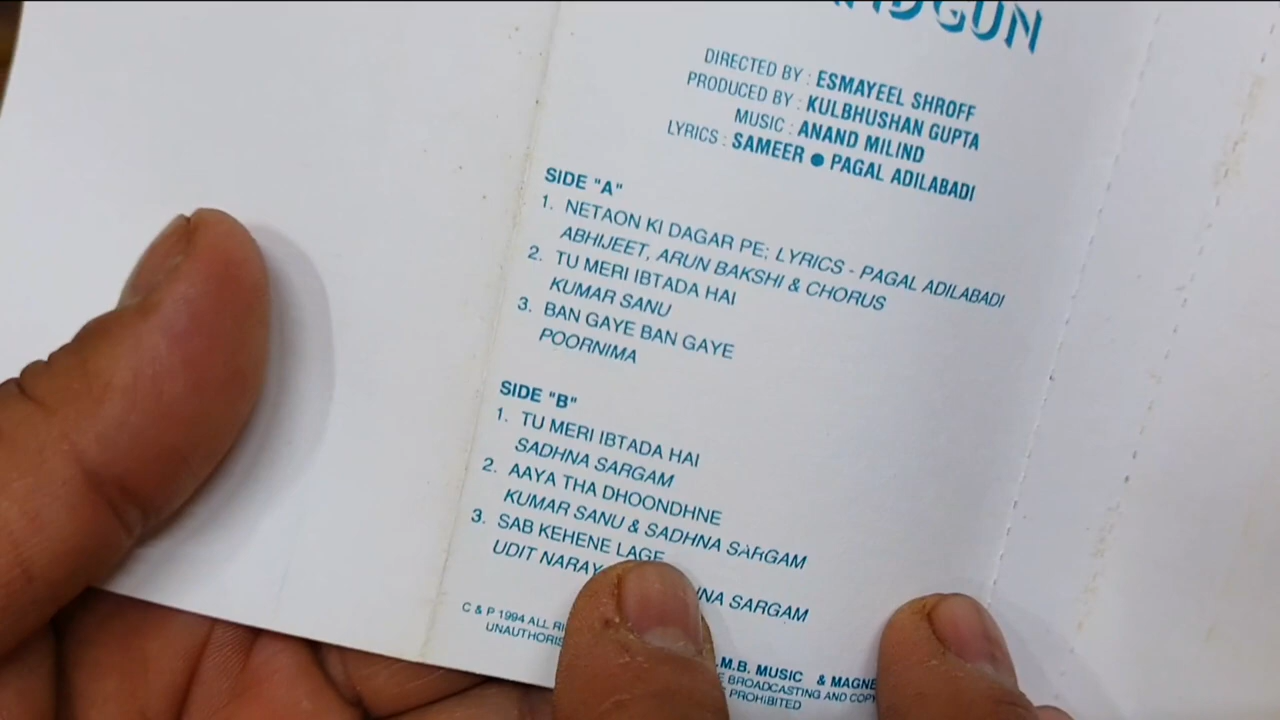 DIRECTED BY : ESMAYEEL SHROFF
PRODUCED BY : KULBHUSHAN GUPTA
MUSIC : ANAND MILIND
LYRICS : SAMEER ● PAGAL ADILABADI
SIDE "A"
1. NETAON KI DAGAR PE; LYRICS - PAGAL ADILABADI
ABHIJEET, ARUN BAKSHI & CHORUS
2. TU MERI IBTADA HAI
KUMAR SANU
3. BAN GAYE BAN GAYE
POORNIMA
SIDE "B"
1. TU MERI IBTADA HAI
SADHNA SARGAM
2. AAYA THA DHOONDHNE
KUMAR SANU & SADHNA SARGAM
3. SAB KEHENE LAGE
UDIT SARGAM
C & P 1994 ALL
.M.B. MUSIC &
BROADCASTING AND
PROHIBITED